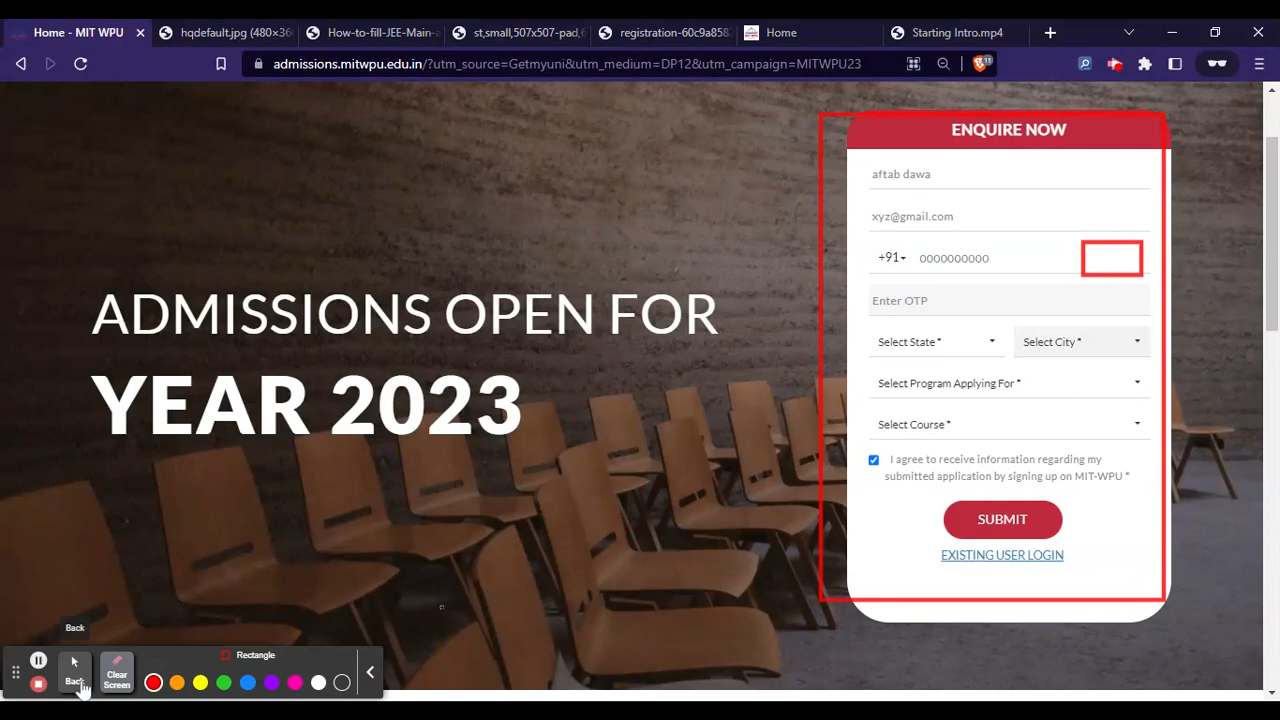 Home - MIT WPU
hqdefault.jpg (480×36
How-to-fill-JEE-Main-a
st,small,507x507-pad,6
registration-60c9a858
Home
Starting Intro.mp4
admissions.mitwpu.edu.in/?utm_source=Getmyuni&utm_medium=DP12&utm_campaign=MITWPU23
11
ENQUIRE NOW
aftab dawa
xyz@gmail.com
+91 0000000000
Enter OTP
Select State * Select City *
Select Program Applying For *
Select Course *
I agree to receive information regarding my
submitted application by signing up on MIT-WPU *
SUBMIT
EXISTING USER LOGIN
ADMISSIONS OPEN FOR
YEAR 2023
Back
Back
Clear
Screen
Rectangle